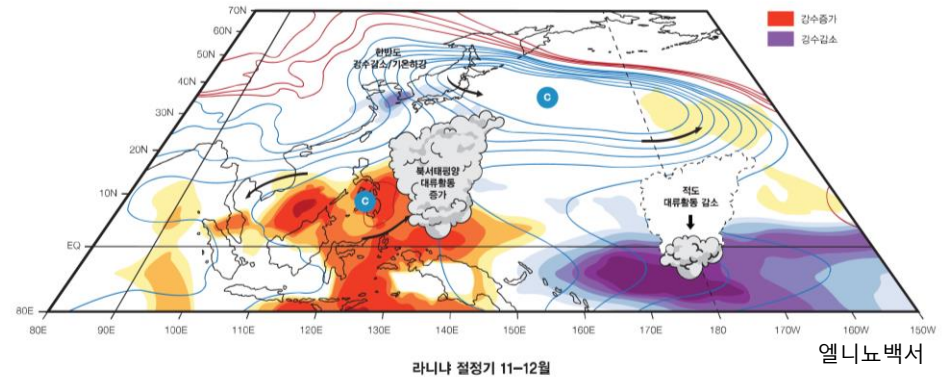 70N
60N
50N
40N
30N
20N
10N
EQ
80E
강수증가
강수감소
한반도
강수감소/기온하강
C
북서태평양
대류활동
증가
C
적도
대류활동 감소
80E 90E 100E 110E 120E 130E 140E 150E 160E 170E 180 170W 160W 150W
엘니뇨백서
라니냐 절정기 11–12월